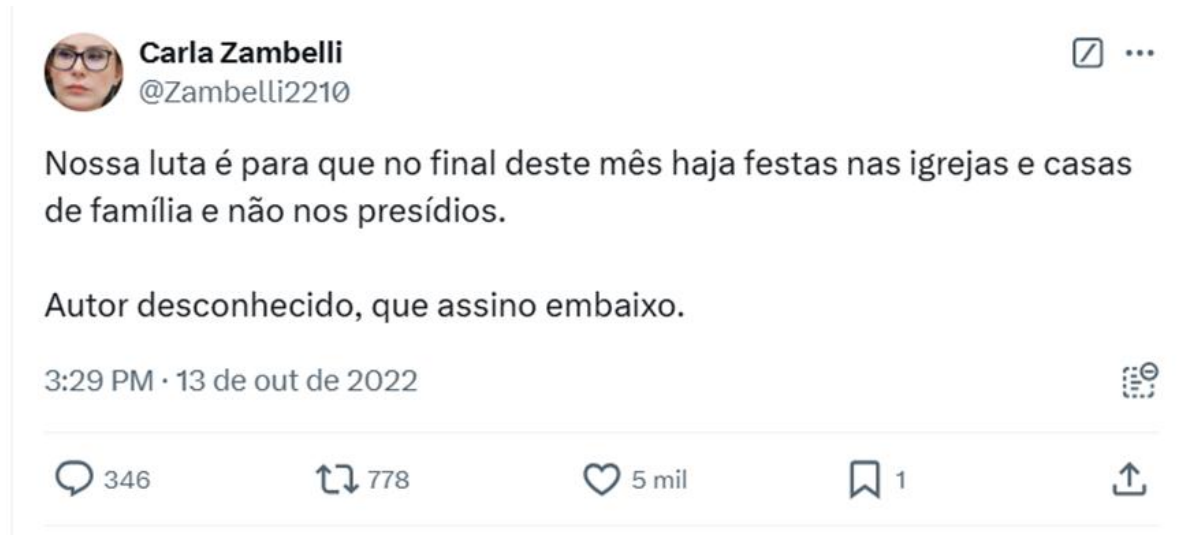 Carla Zambelli
@Zambelli2210
Nossa luta é para que no final deste mês haja festas nas igrejas e casas
de família e não nos presídios.
Autor desconhecido, que assino embaixo.
3:29 PM · 13 de out de 2022
346 778 5 mil 1